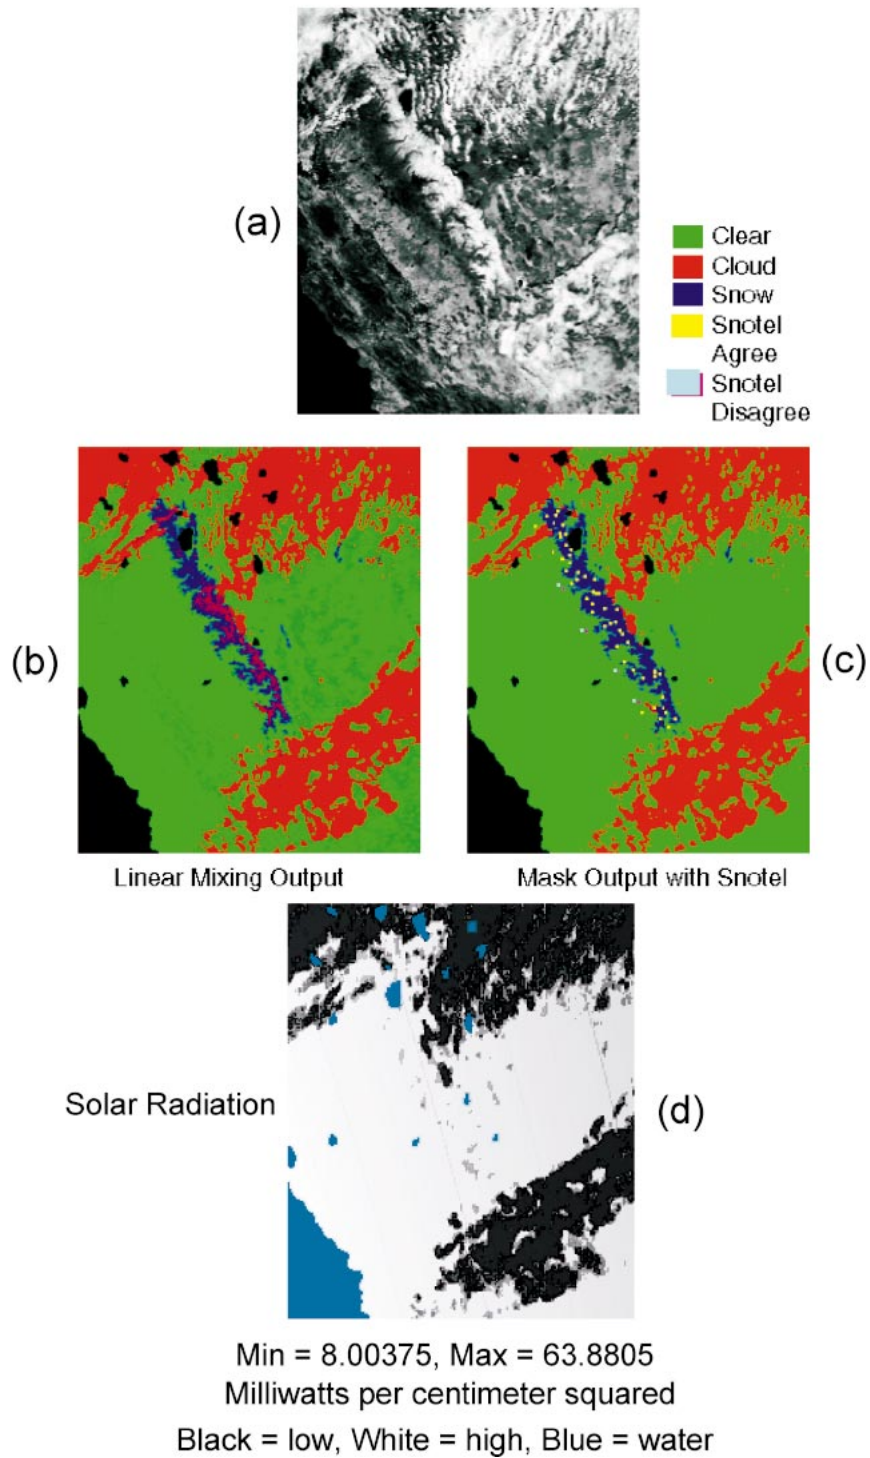 (a)
Clear
Cloud
Snow
Snotel
Agree
Snotel
Disagree
(b)
(c)
Linear Mixing Output
Mask Output with Snotel
Solar Radiation
(d)
Min = 8.00375, Max = 63.8805
Milliwatts per centimeter squared
Black = low, White = high, Blue = water